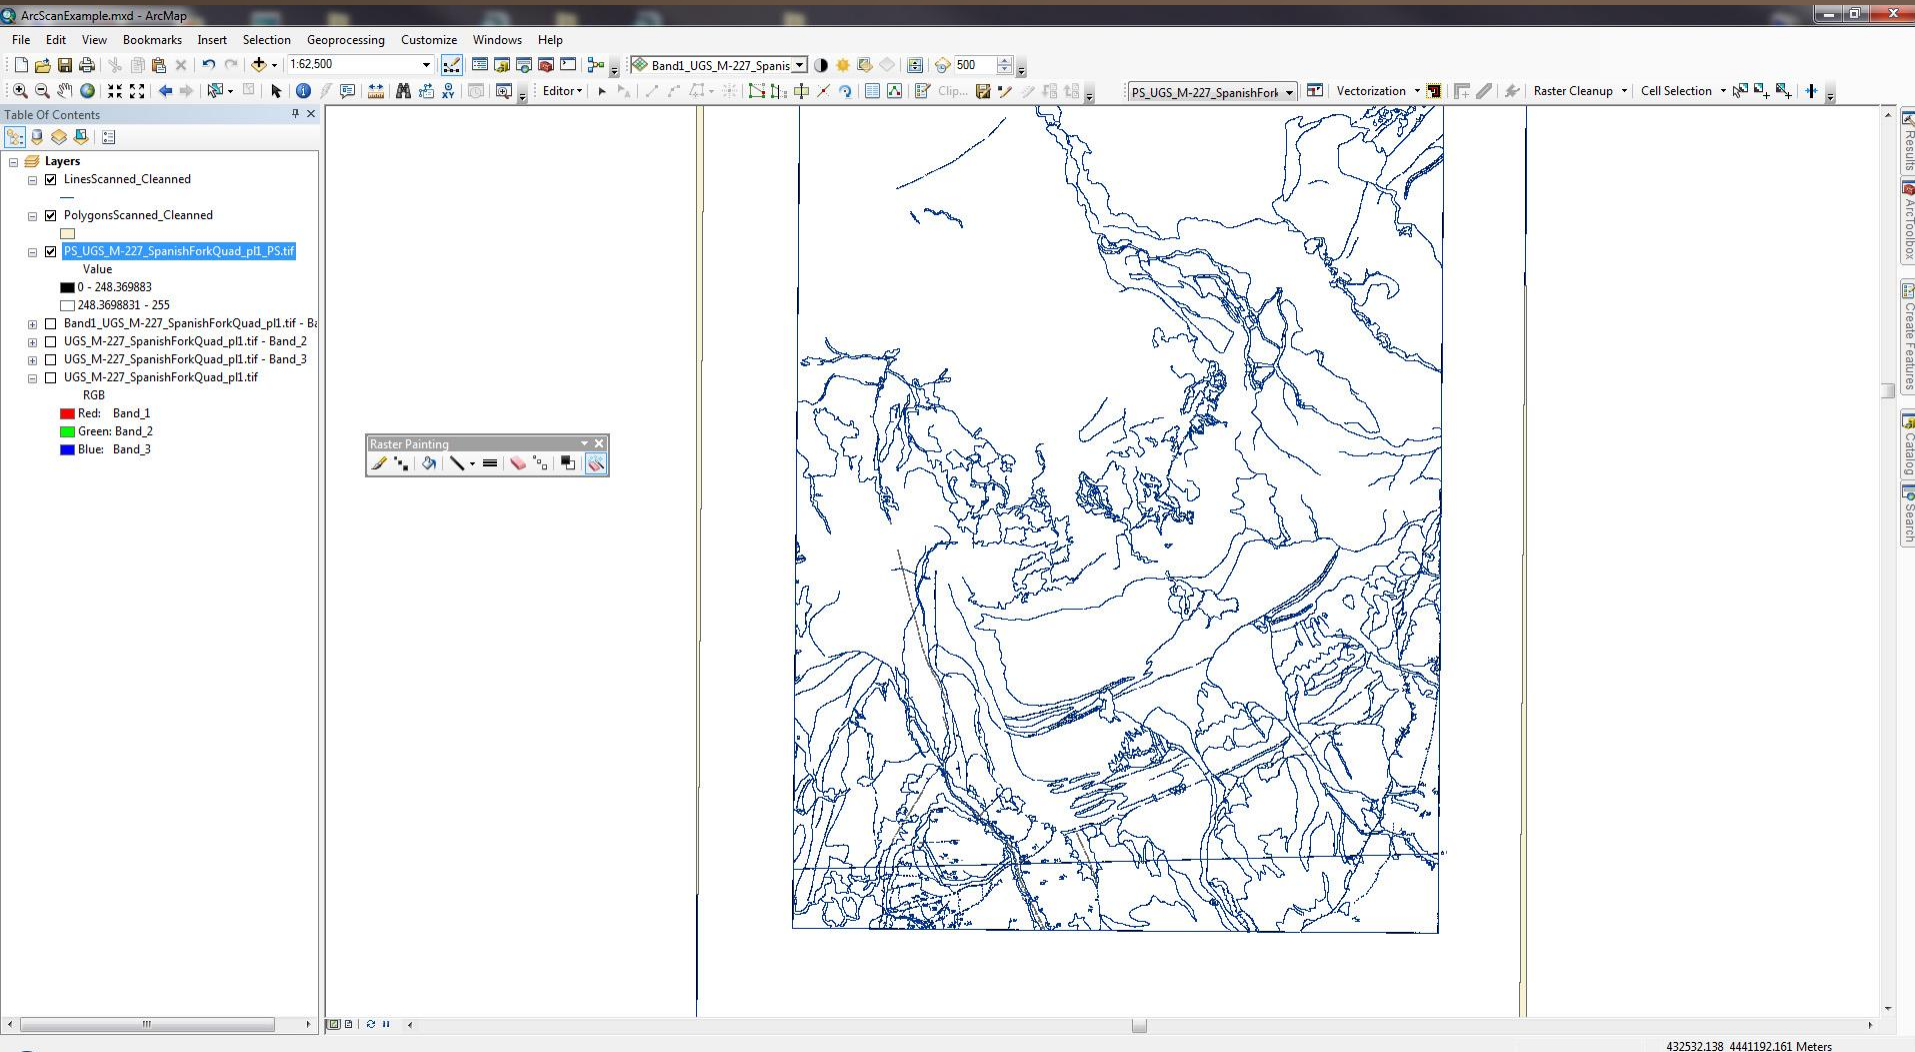 ArcScanExample.mxd - ArcMap
File Edit View Bookmarks Insert Selection Geoprocessing Customize Windows Help
1:62,500 Band1_UGS_M-227_Spanis 500
Editor Clip... PS_UGS_M-227_SpanishFork Vectorization Raster Cleanup Cell Selection
Table Of Contents
Layers
LinesScanned_Cleanned
PolygonsScanned_Cleanned
PS_UGS_M-227_SpanishForkQuad_pl1_PS.tif
Value
0 - 248.369883
248.3698831 - 255
Band1_UGS_M-227_SpanishForkQuad_pl1.tif - Ba
UGS_M-227_SpanishForkQuad_pl1.tif - Band_2
UGS_M-227_SpanishForkQuad_pl1.tif - Band_3
UGS_M-227_SpanishForkQuad_pl1.tif
RGB
Red: Band_1
Green: Band_2
Blue: Band_3
Raster Painting
Results
ArcToolbox
Create Features
Catalog
Search
432532.138 4441192.161 Meters